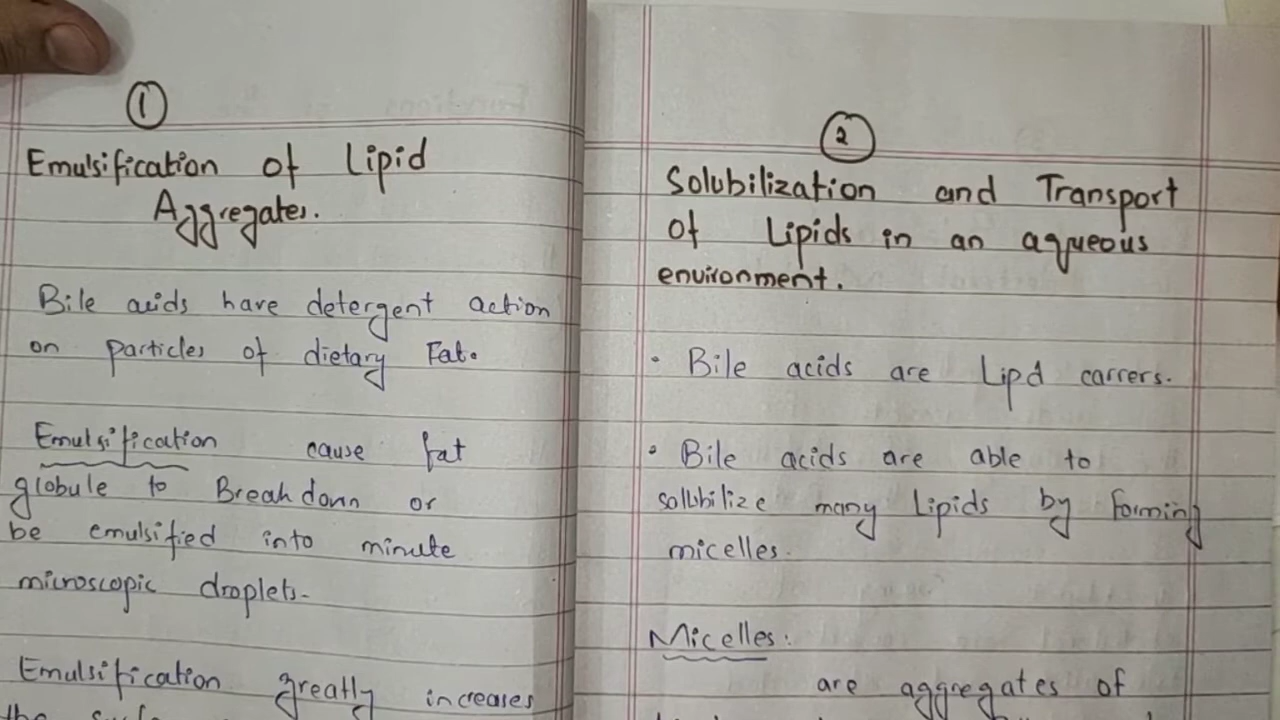 1
Emulsification of Lipid
Aggregates.
Bile acids have detergent action
on particles of dietary Fat.
Emulsification cause fat
globule to Breakdown or
be emulsified into minute
microscopic droplets.
Emulsification greatly increases
the
2
Solubilization and Transport
of Lipids in an aqueous
environment.
• Bile acids are Lipd carrers.
• Bile acids are able to
sollbilize many Lipids by Forming
micelles.
Micelles:
are aggregates of